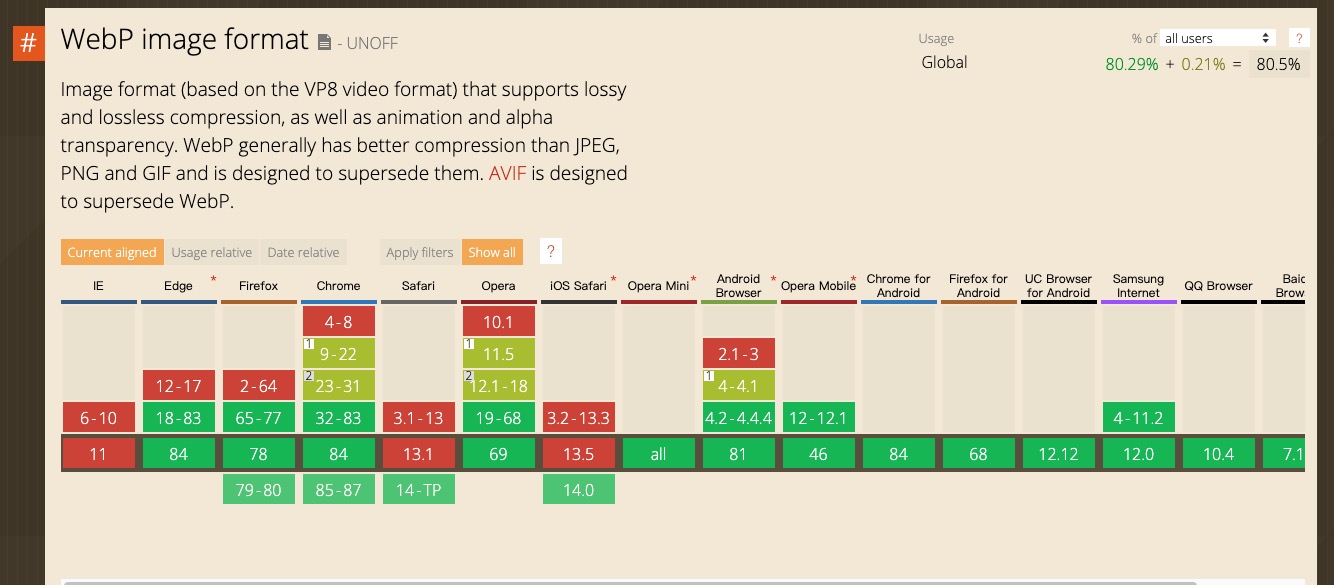 #
WebP image format - UNOFF
Usage % of all users ?
Global 80.29% + 0.21% = 80.5%
Image format (based on the VP8 video format) that supports lossy
and lossless compression, as well as animation and alpha
transparency. WebP generally has better compression than JPEG,
PNG and GIF and is designed to supersede them. AVIF is designed
to supersede WebP.
Current aligned Usage relative Date relative Apply filters Show all ?
IE Edge * Firefox Chrome Safari Opera iOS Safari * Opera Mini * Android Browser * Opera Mobile * Chrome for Android Firefox for Android UC Browser for Android Samsung Internet QQ Browser Baid Brow
4-8 10.1
1 9-22 1 11.5 2.1-3
12-17 2-64 2 23-31 2 12.1-18 1 4-4.1
6-10 18-83 65-77 32-83 3.1-13 19-68 3.2-13.3 4.2-4.4.4 12-12.1 4-11.2
11 84 78 84 13.1 69 13.5 all 81 46 84 68 12.12 12.0 10.4 7.1
79-80 85-87 14-TP 14.0